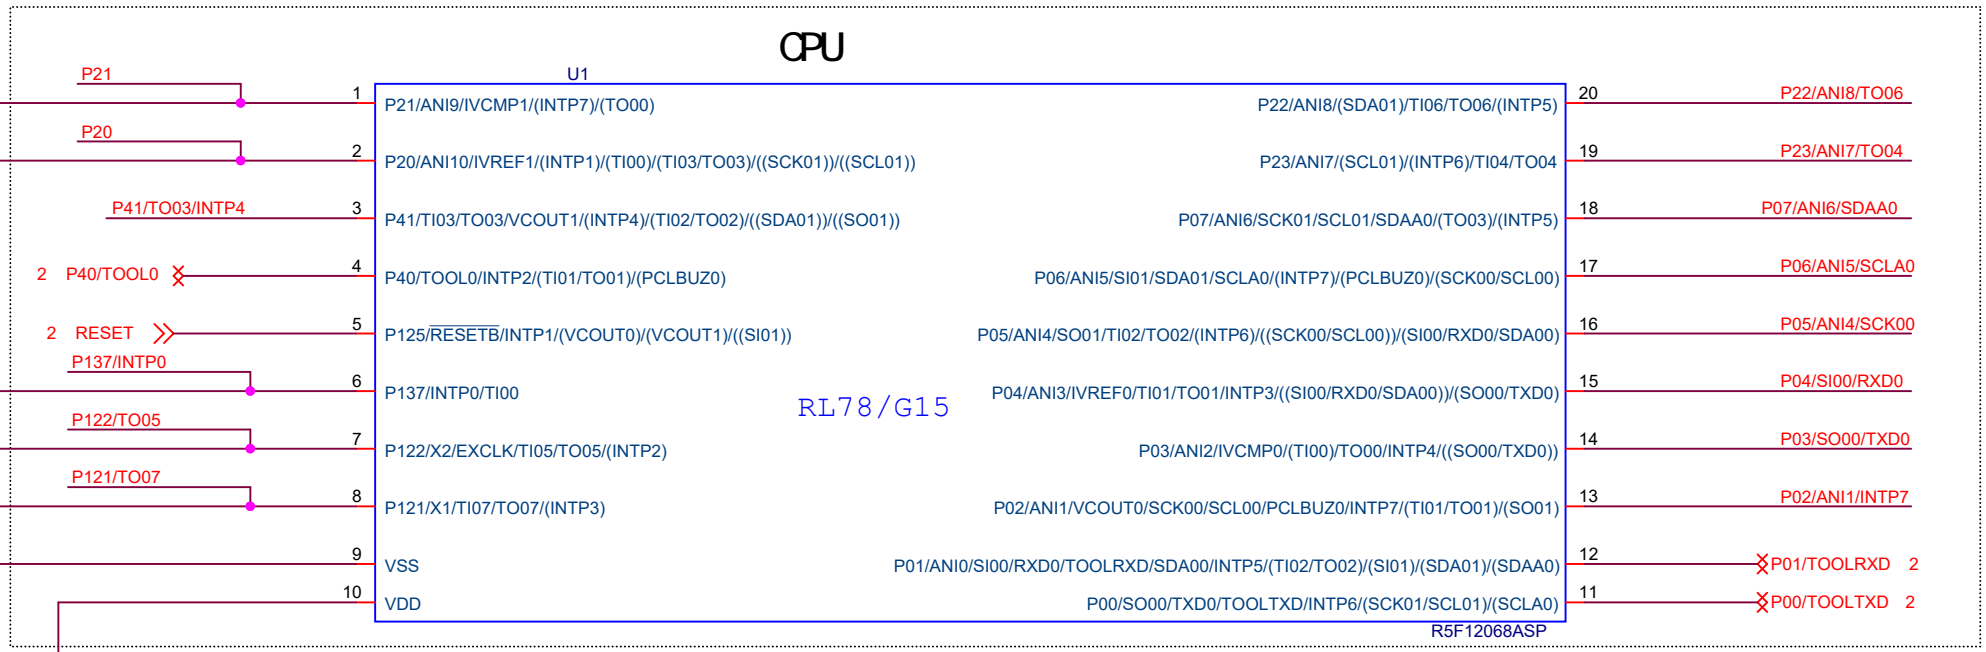 CPU
U1
P21
1 P21/ANI9/IVCMP1/(INTP7)/(TO00)
P22/ANI8/(SDA01)/TI06/TO06/(INTP5) 20 P22/ANI8/TO06
P20
2 P20/ANI10/IVREF1/(INTP1)/(TI00)/(TI03/TO03)/((SCK01))/((SCL01))
P23/ANI7/(SCL01)/(INTP6)/TI04/TO04 19 P23/ANI7/TO04
P41/TO03/INTP4 3 P41/TI03/TO03/VCOUT1/(INTP4)/(TI02/TO02)/((SDA01))/((SO01))
P07/ANI6/SCK01/SCL01/SDAA0/(TO03)/(INTP5) 18 P07/ANI6/SDAA0
2 P40/TOOL0 4 P40/TOOL0/INTP2/(TI01/TO01)/(PCLBUZ0)
P06/ANI5/SI01/SDA01/SCLA0/(INTP7)/(PCLBUZ0)/(SCK00/SCL00) 17 P06/ANI5/SCLA0
2 RESET 5 P125/RESETB/INTP1/(VCOUT0)/(VCOUT1)/((SI01))
P05/ANI4/SO01/TI02/TO02/(INTP6)/((SCK00/SCL00))/(SI00/RXD0/SDA00) 16 P05/ANI4/SCK00
P137/INTP0
6 P137/INTP0/TI00
P04/ANI3/IVREF0/TI01/TO01/INTP3/((SI00/RXD0/SDA00))/(SO00/TXD0) 15 P04/SI00/RXD0
RL78/G15
P122/TO05
7 P122/X2/EXCLK/TI05/TO05/(INTP2)
P03/ANI2/IVCMP0/(TI00)/TO00/INTP4/((SO00/TXD0)) 14 P03/SO00/TXD0
P121/TO07
8 P121/X1/TI07/TO07/(INTP3)
P02/ANI1/VCOUT0/SCK00/SCL00/PCLBUZ0/INTP7/(TI01/TO01)/(SO01) 13 P02/ANI1/INTP7
9 VSS
P01/ANI0/SI00/RXD0/TOOLRXD/SDA00/INTP5/(TI02/TO02)/(SI01)/(SDA01)/(SDAA0) 12 P01/TOOLRXD 2
10 VDD
P00/SO00/TXD0/TOOLTXD/INTP6/(SCK01/SCL01)/(SCLA0) 11 P00/TOOLTXD 2
R5F12068ASP